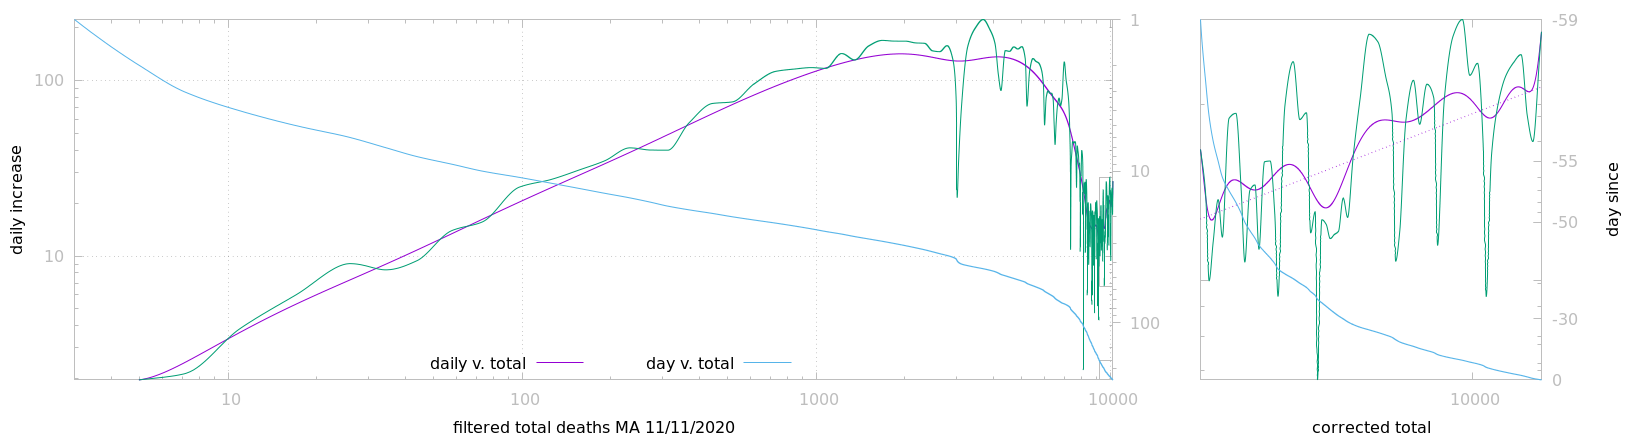 daily increase
100
10
daily v. total
day v. total
10
100
1000
10000
filtered total deaths MA 11/11/2020
1
10
100
-59
-55
-50
-30
0
day since
10000
corrected total